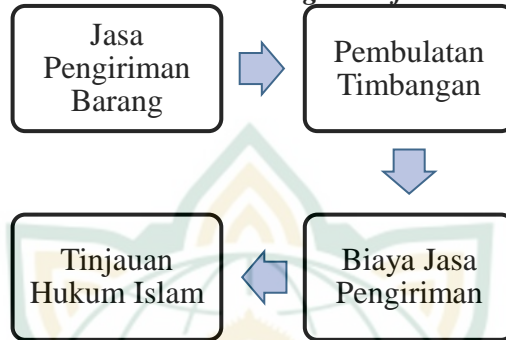 Jasa
Pengiriman
Barang
Pembulatan
Timbangan
Biaya Jasa
Pengiriman
Tinjauan
Hukum Islam